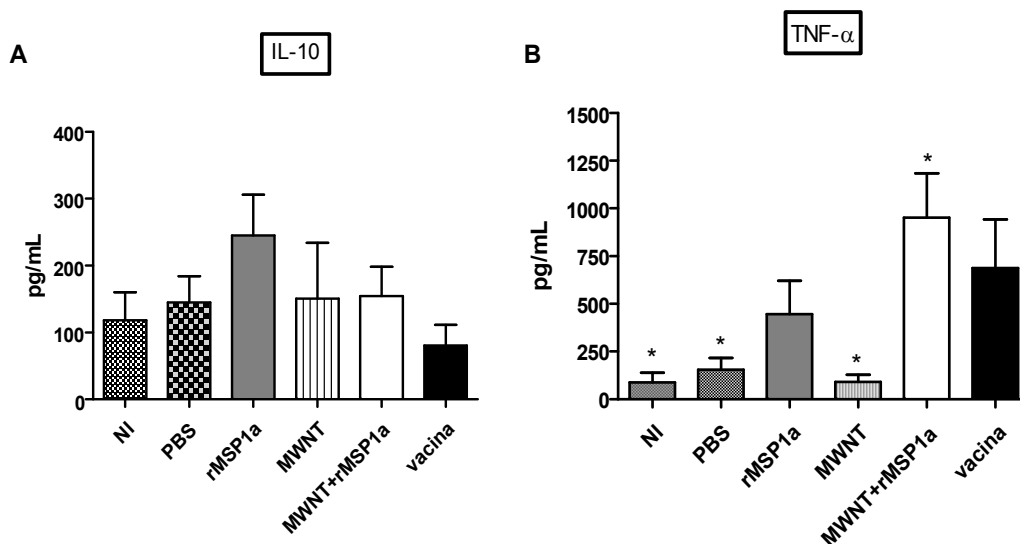 A
IL-10
pg/mL
400
300
200
100
0
NI
PBS
rMSP1a
MWNT
MWNT+rMSP1a
vacina
B
TNF-α
pg/mL
1500
1250
1000
750
500
250
0
*
*
*
*
NI
PBS
rMSP1a
MWNT
MWNT+rMSP1a
vacina